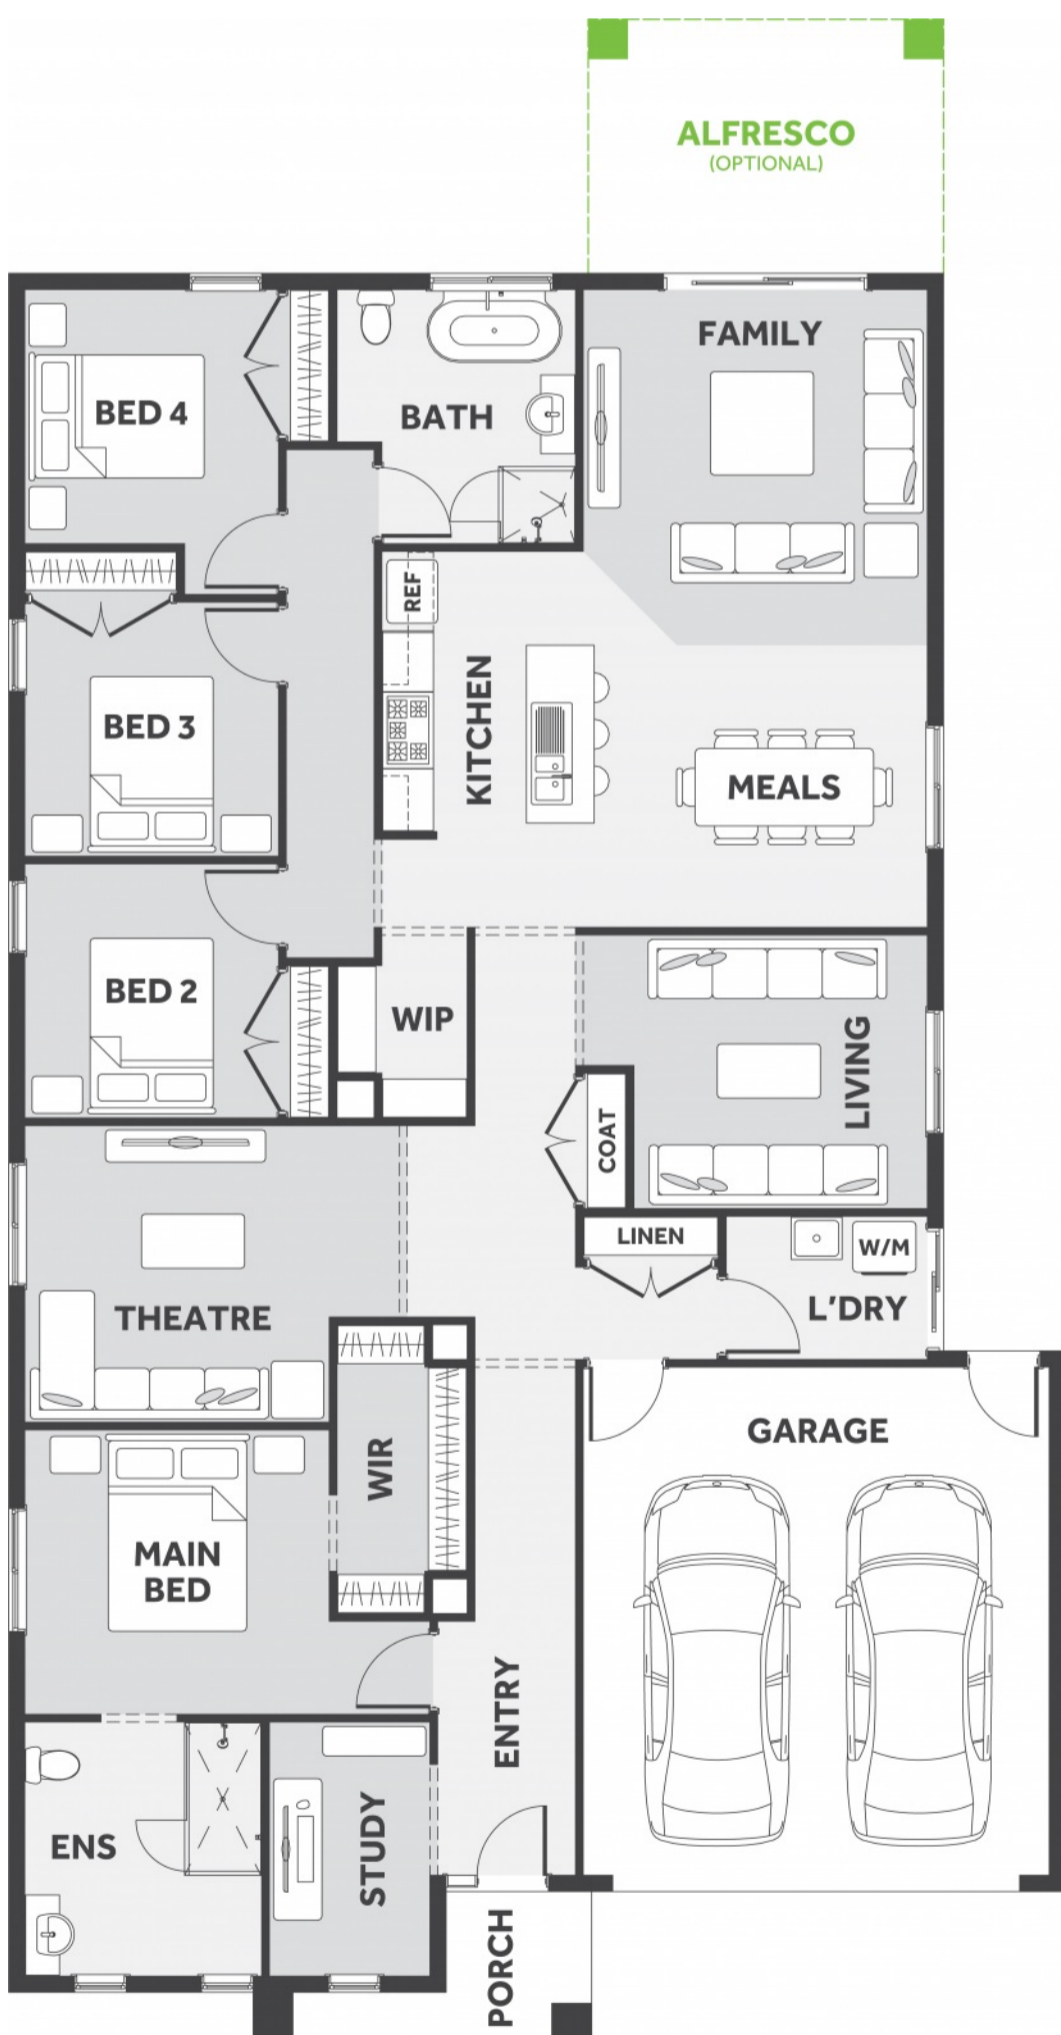 ALFRESCO
(OPTIONAL)
FAMILY
BED 4
BATH
REF
KITCHEN
BED 3
MEALS
BED 2
WIP
LIVING
COAT
LINEN
W/M
L'DRY
THEATRE
GARAGE
WIR
MAIN
BED
ENTRY
ENS
STUDY
PORCH